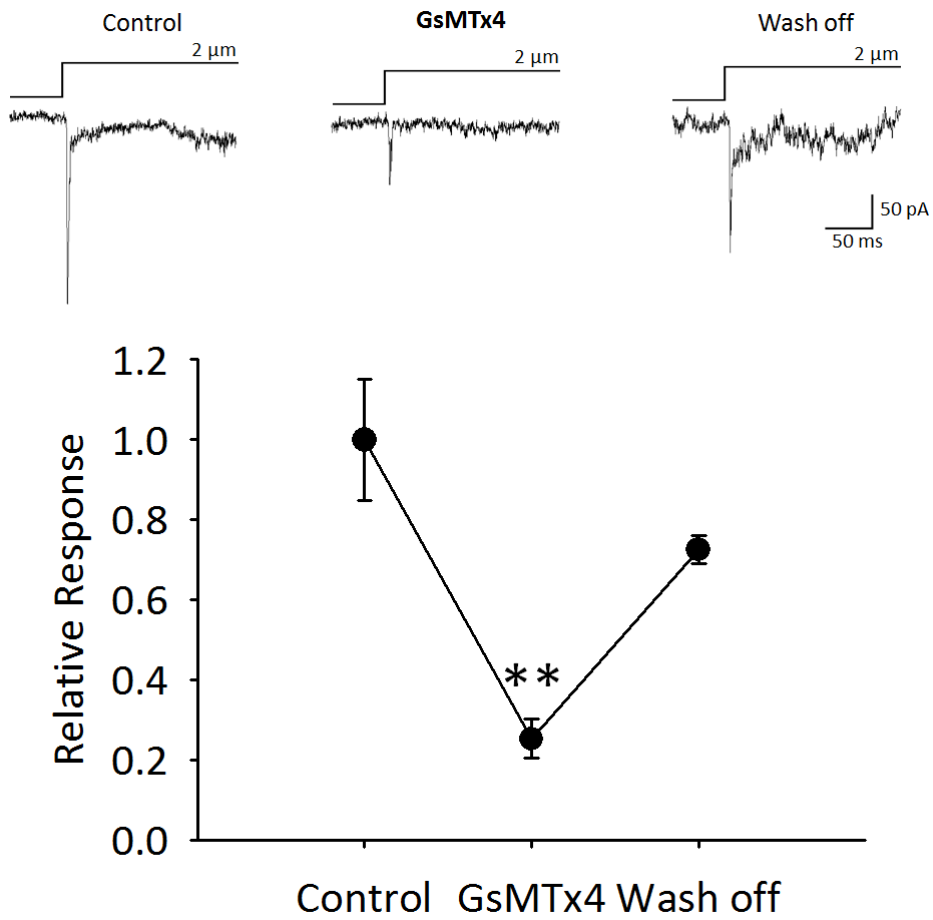 Control GsMTx4 Wash off
2 μm 2 μm 2 μm
50 pA
50 ms
1.2
1.0
0.8
0.6
0.4
0.2
0.0
Relative Response
**
Control GsMTx4 Wash off